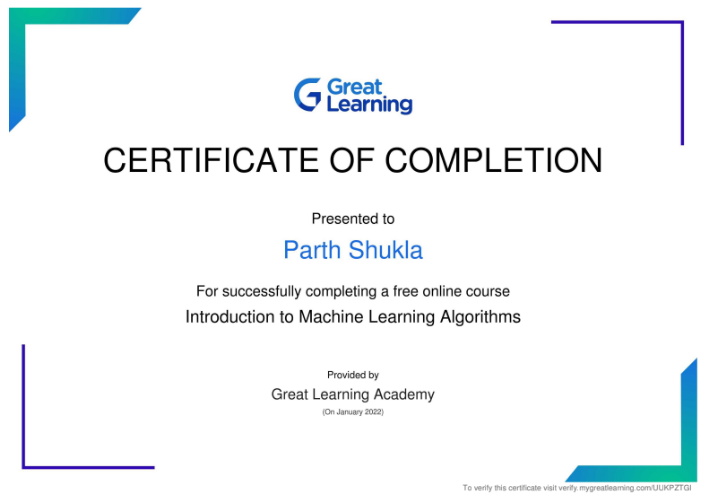 Great
Learning
CERTIFICATE OF COMPLETION
Presented to
Parth Shukla
For successfully completing a free online course
Introduction to Machine Learning Algorithms
Provided by
Great Learning Academy
(On January 2022)
To verify this certificate visit verify.mygreatlearning.com/UUKPZTGI